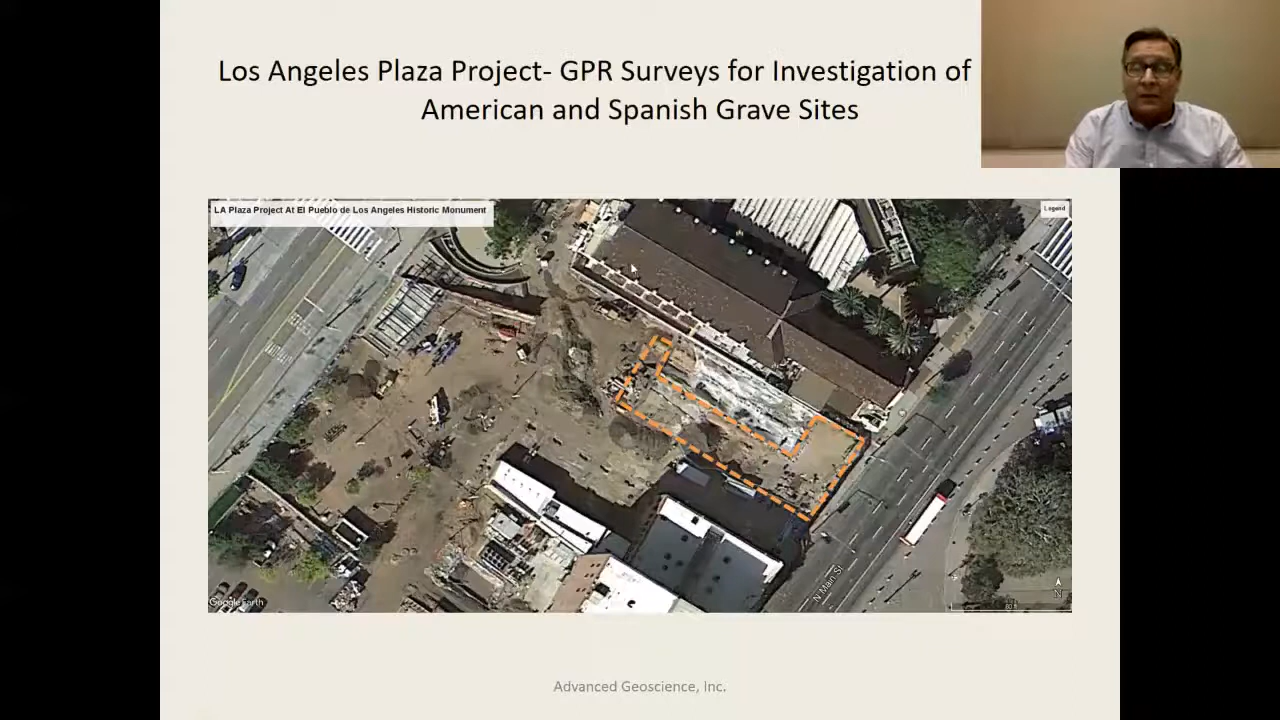 Los Angeles Plaza Project- GPR Surveys for Investigation of
American and Spanish Grave Sites
LA Plaza Project At El Pueblo de Los Angeles Historic Monument
Legend
N Main St
N
Google Earth
Advanced Geoscience, Inc.